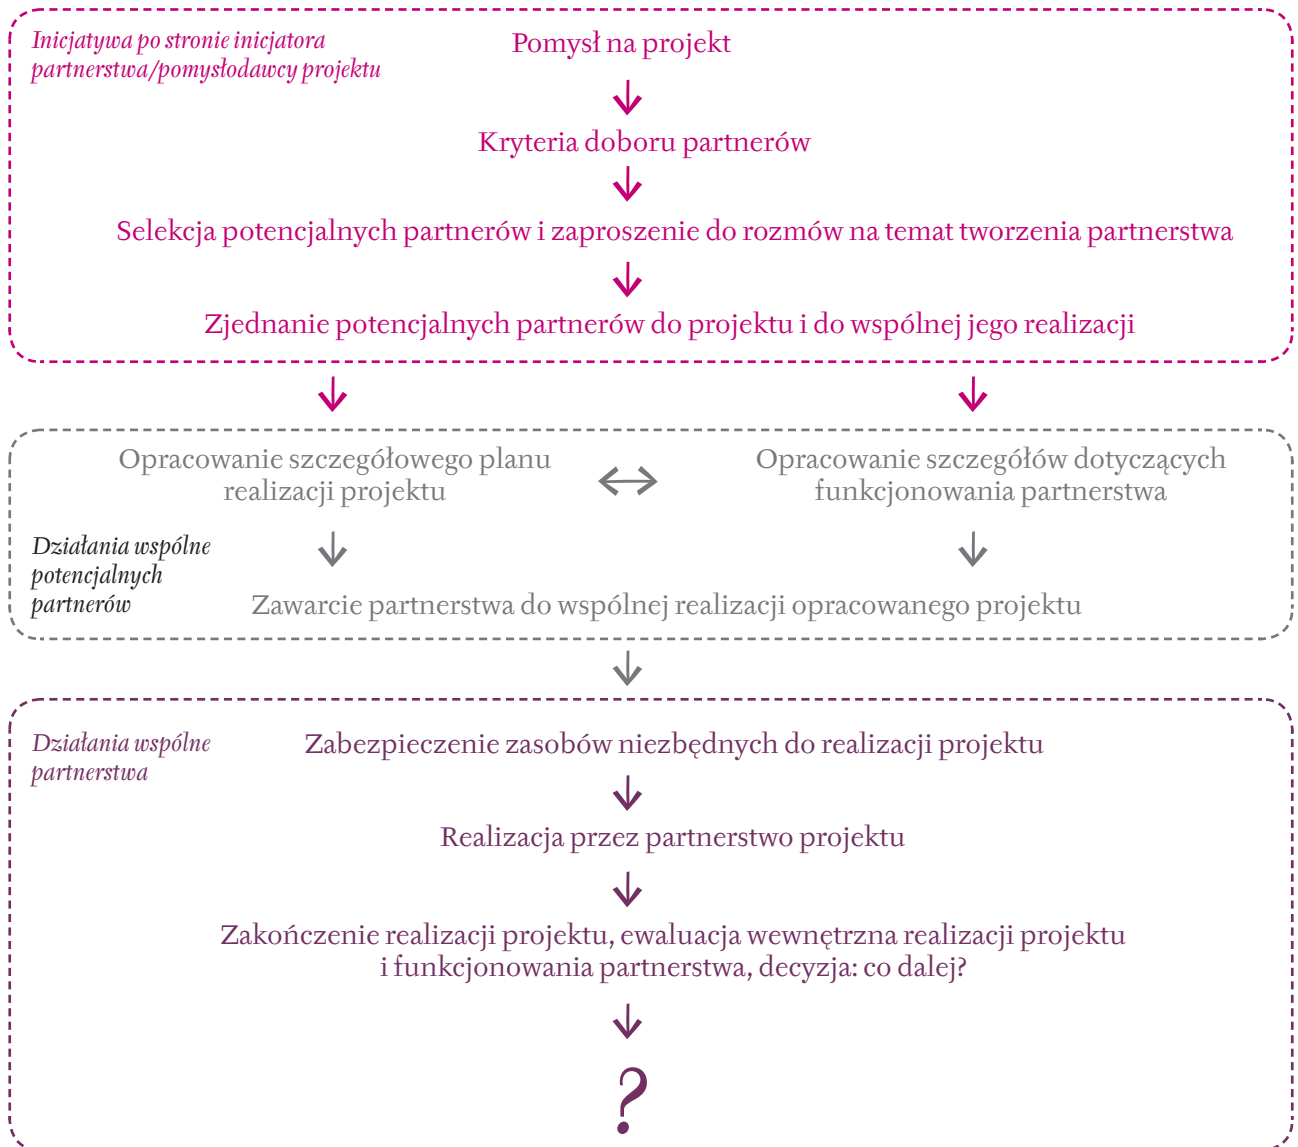 Inicjatywa po stronie inicjatora
partnerstwa/pomysłodawcy projektu
Pomysł na projekt
Kryteria doboru partnerów
Selekcja potencjalnych partnerów i zaproszenie do rozmów na temat tworzenia partnerstwa
Zjednanie potencjalnych partnerów do projektu i do wspólnej jego realizacji
Opracowanie szczegółowego planu
realizacji projektu
Opracowanie szczegółów dotyczących
funkcjonowania partnerstwa
Działania wspólne
potencjalnych
partnerów
Zawarcie partnerstwa do wspólnej realizacji opracowanego projektu
Działania wspólne
partnerstwa
Zabezpieczenie zasobów niezbędnych do realizacji projektu
Realizacja przez partnerstwo projektu
Zakończenie realizacji projektu, ewaluacja wewnętrzna realizacji projektu
i funkcjonowania partnerstwa, decyzja: co dalej?
?